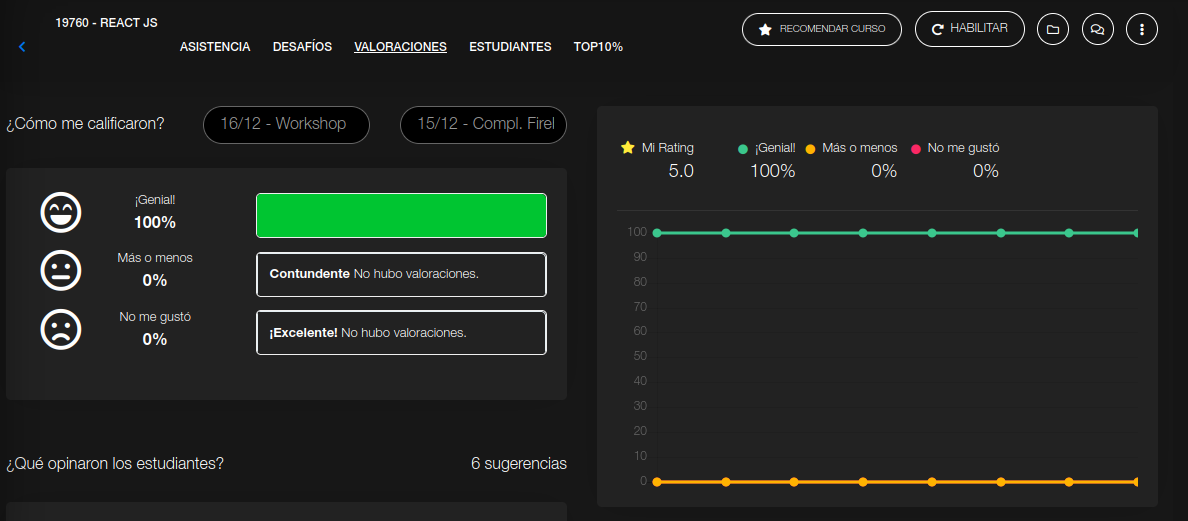 19760 - REACT JS
ASISTENCIA DESAFÍOS VALORACIONES ESTUDIANTES TOP10%
RECOMENDAR CURSO HABILITAR
¿Cómo me calificaron? 16/12 - Workshop 15/12 - Compl. Firel
¡Genial!
100%
Más o menos
0%
Contundente No hubo valoraciones.
No me gustó
0%
¡Excelente! No hubo valoraciones.
¿Qué opinaron los estudiantes? 6 sugerencias
Mi Rating ¡Genial! Más o menos No me gustó
5.0 100% 0% 0%
100
90
80
70
60
50
40
30
20
10
0